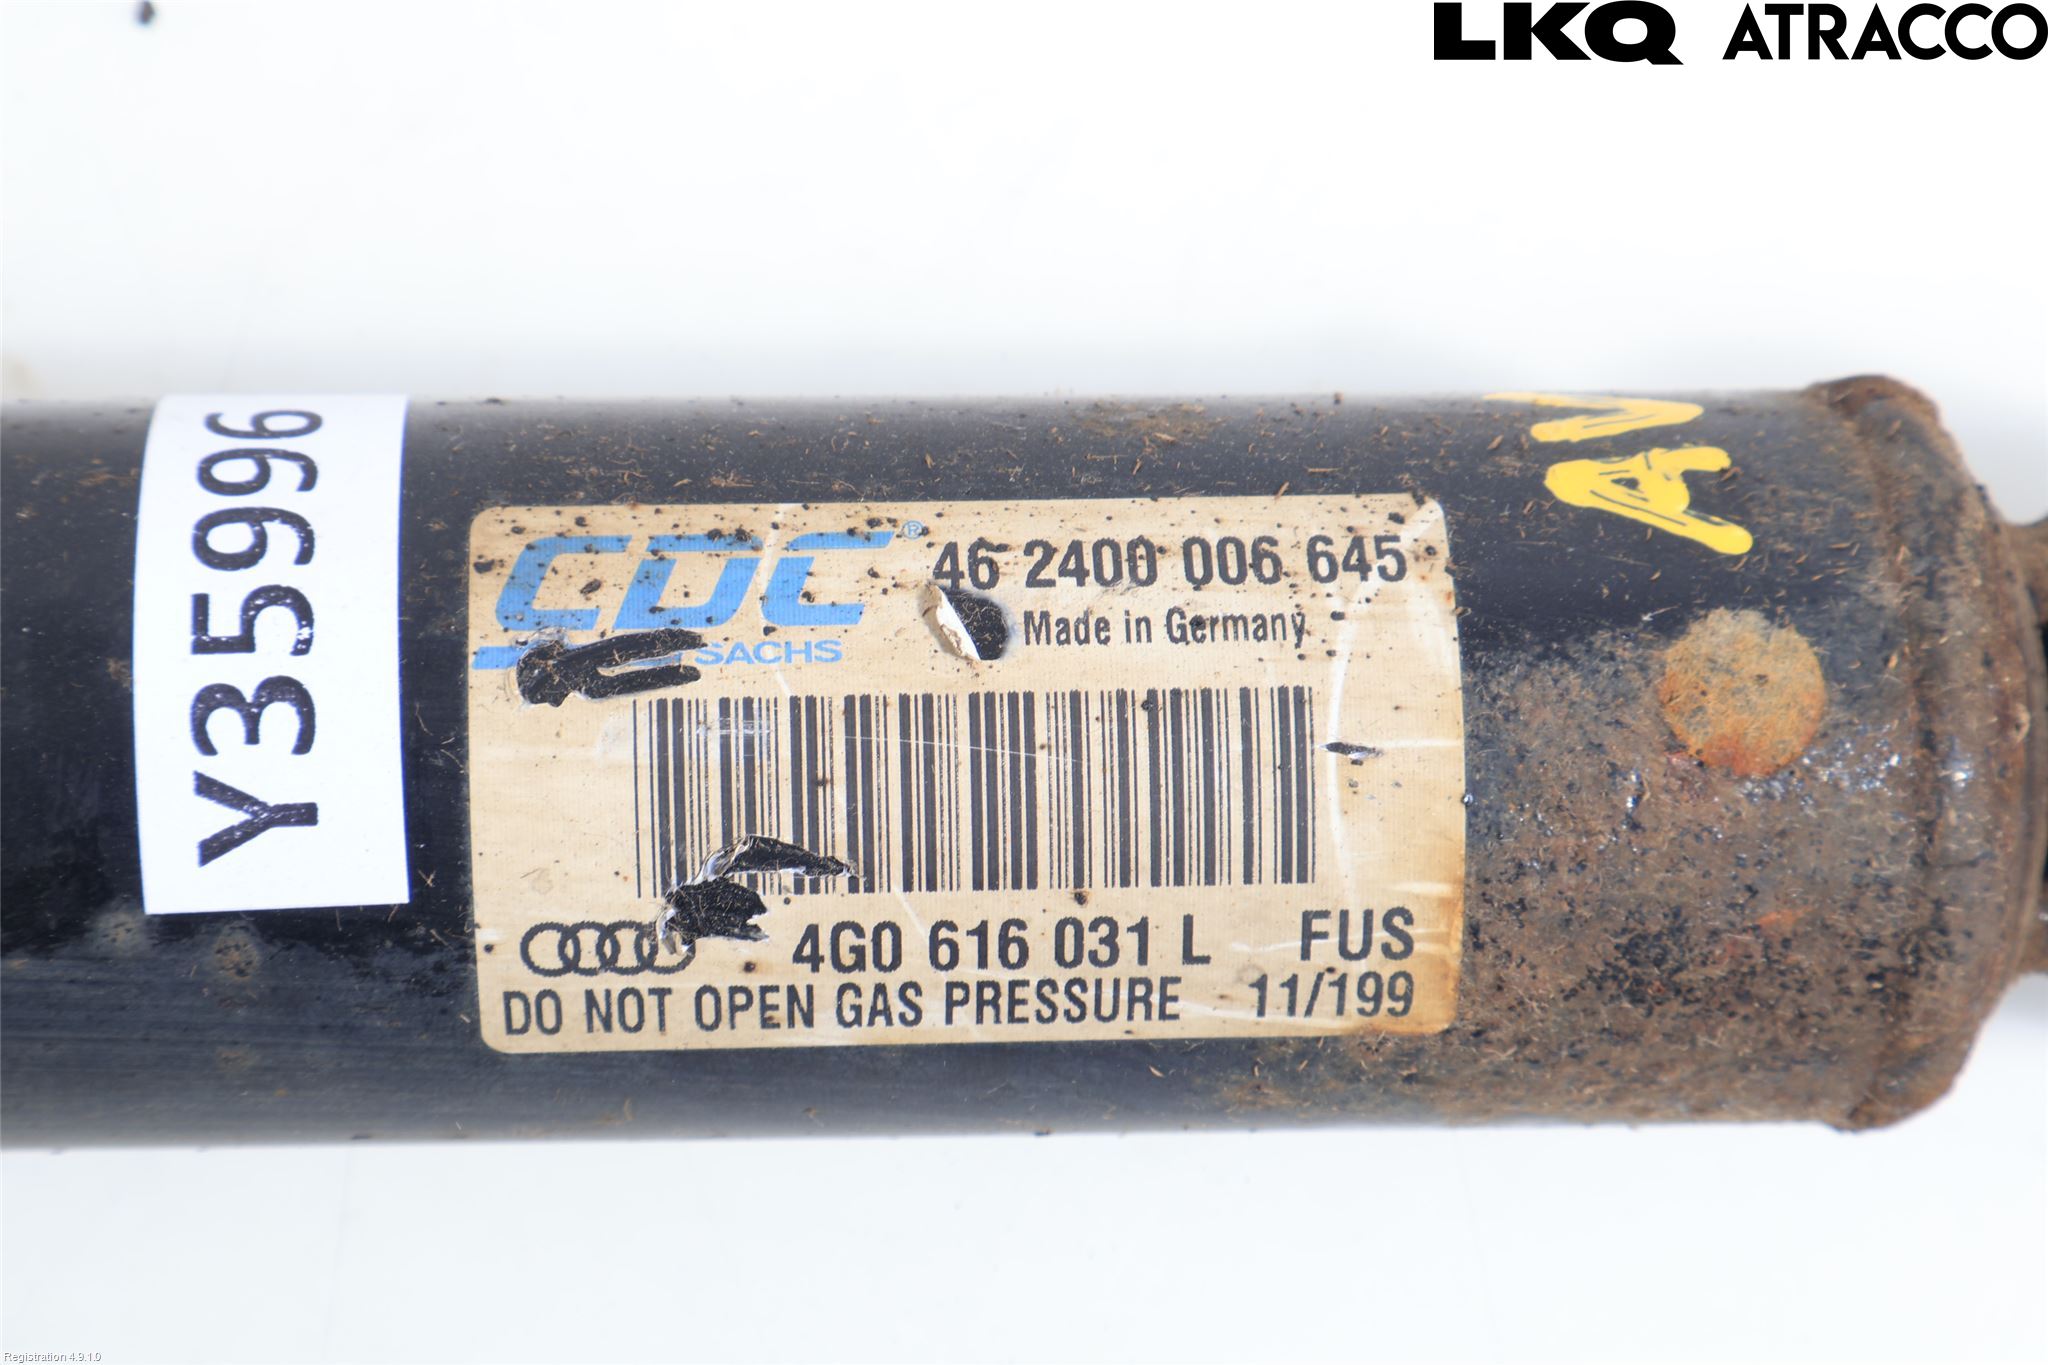 LKQ ATRACCO
AV
Y35996
CDC® 46 2400 006 645
SACHS Made in Germany
4G0 616 031 L FUS
DO NOT OPEN GAS PRESSURE 11/199
Registration 4.9.1.0